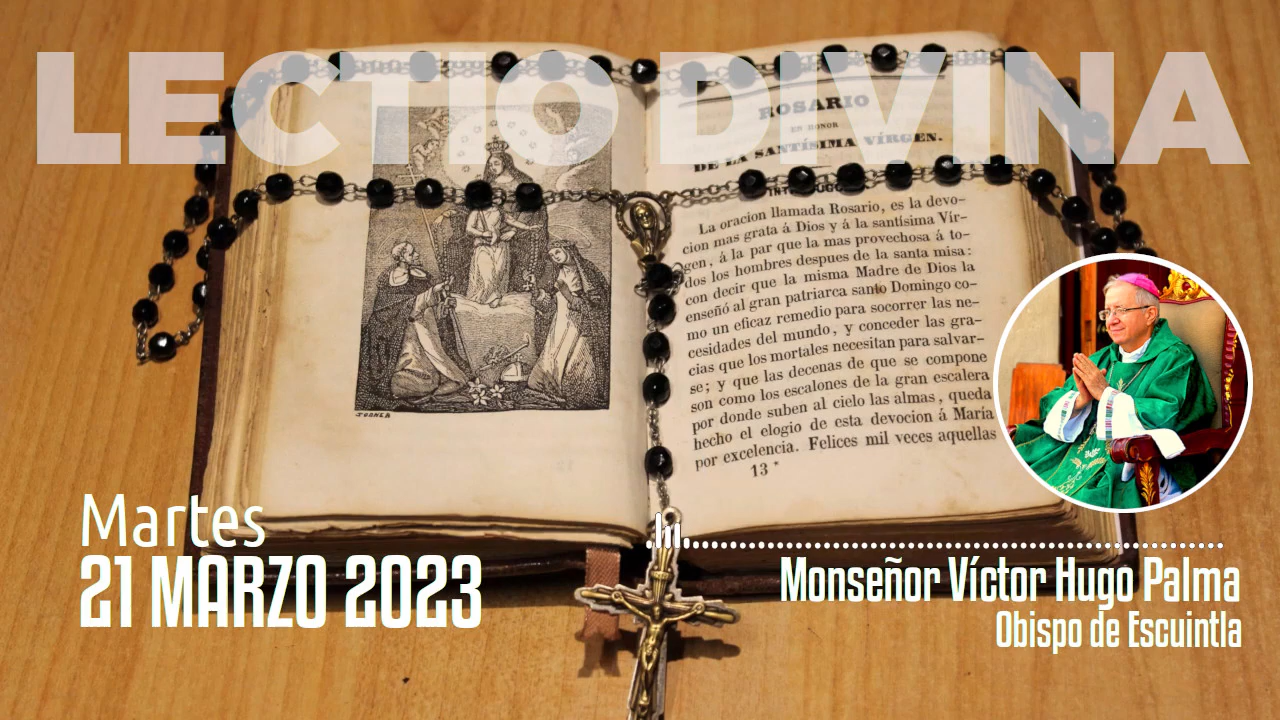 LECTIO DIVINA
ROSARIO
EN HONOR
DE LA SANTÍSIMA VÍRGEN.
La oracion llamada Rosario, es la devo-
cion mas grata á Dios y á la santísima Vír-
gen, á la par que la mas provechosa á to-
dos los hombres despues de la santa misa:
con decir que la misma Madre de Dios la
enseñó al gran patriarca santo Domingo co-
mo un eficaz remedio para socorrer las ne-
cesidades del mundo, y conceder las gra-
cias que los mortales necesitan para salvar-
se; y que las decenas de que se compone
son como los escalones de la gran escalera
por donde suben al cielo las almas, queda
hecho el elogio de esta devocion á María
por excelencia. Felices mil veces aquellas
13 *
Martes
21 MARZO 2023
Monseñor Víctor Hugo Palma
Obispo de Escuintla